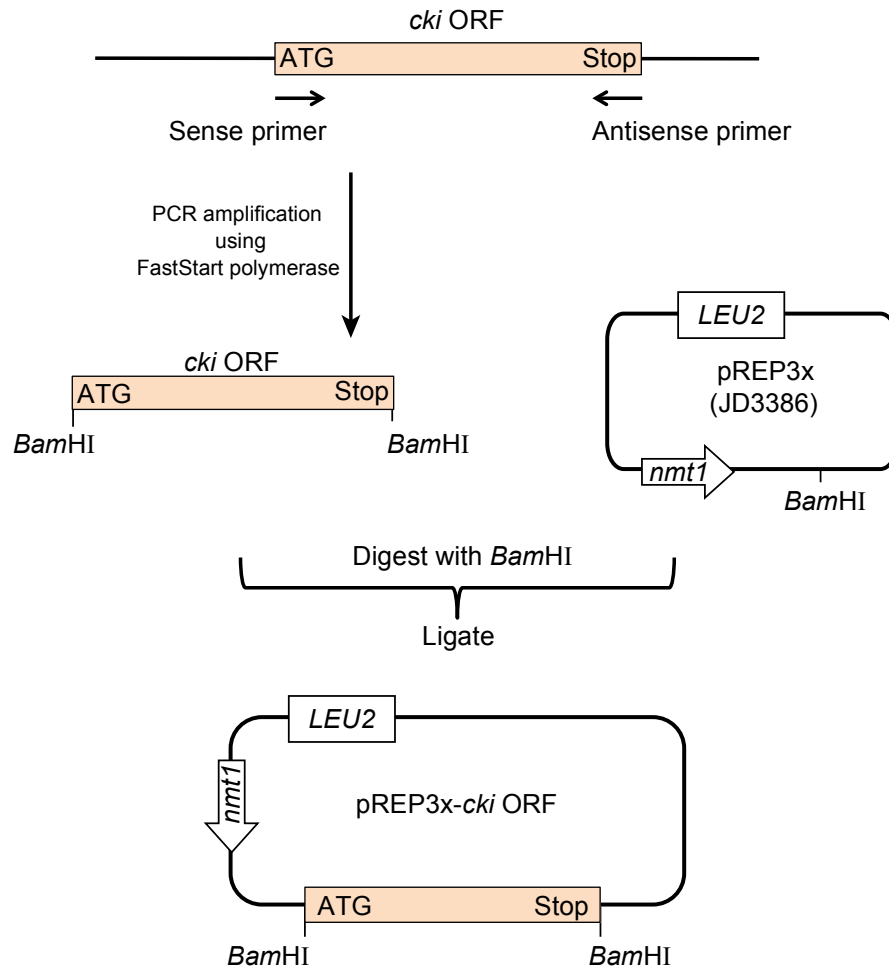 cki ORF
ATG Stop
Sense primer Antisense primer
PCR amplification
using
FastStart polymerase
cki ORF
ATG Stop
BamHI BamHI
LEU2
pREP3x
(JD3386)
nmt1
BamHI
Digest with BamHI
Ligate
LEU2
nmt1
pREP3x-cki ORF
ATG Stop
BamHI BamHI